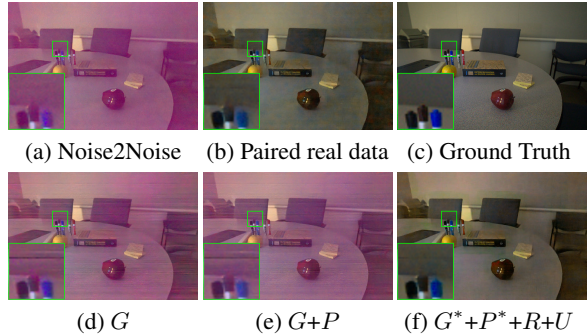 (a) Noise2Noise (b) Paired real data (c) Ground Truth
(d) G (e) G+P (f) G*+P*+R+U